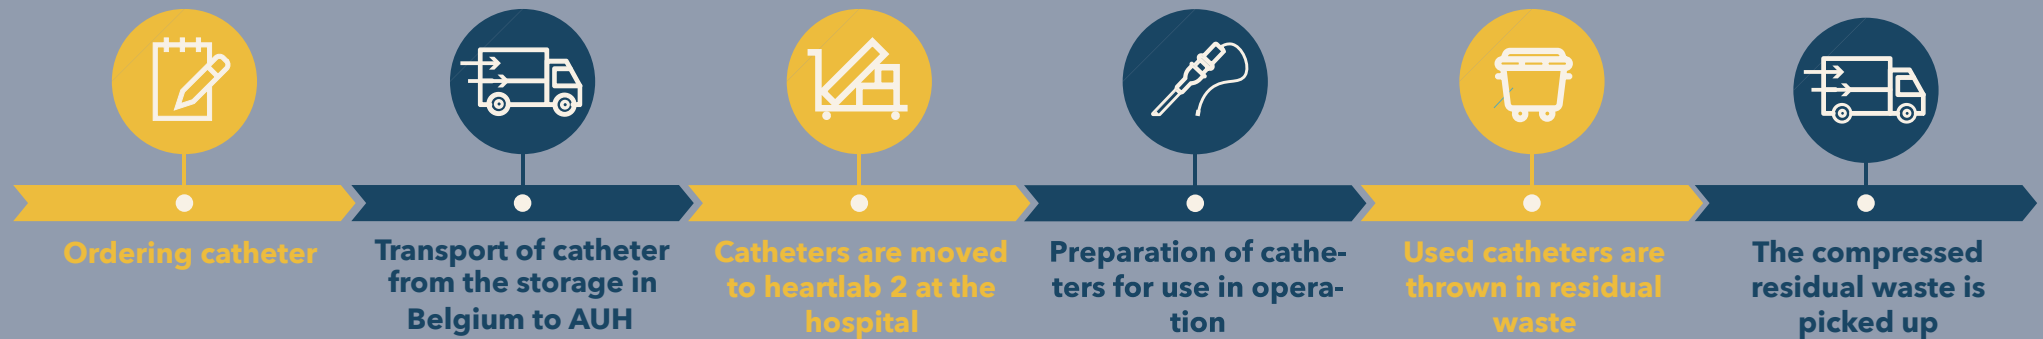 Ordering catheter
Transport of catheter
from the storage in
Belgium to AUH
Catheters are moved
to heartlab 2 at the
hospital
Preparation of cathe-
ters for use in opera-
tion
Used catheters are
thrown in residual
waste
The compressed
residual waste is
picked up